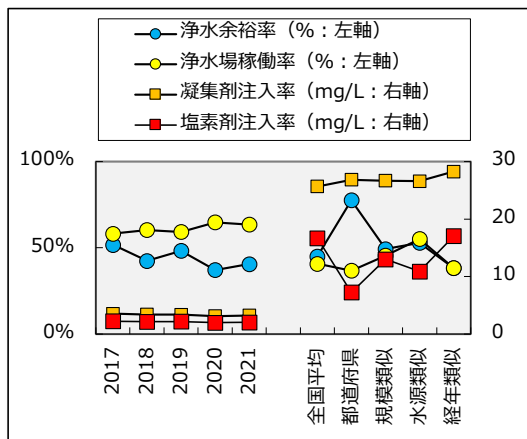 浄水余裕率（%：左軸）
浄水場稼働率（%：左軸）
凝集剤注入率（mg/L：右軸）
塩素剤注入率（mg/L：右軸）
100%
50%
0%
30
20
10
0
2017
2018
2019
2020
2021
全国平均
都道府県
規模類似
水源類似
経年類似